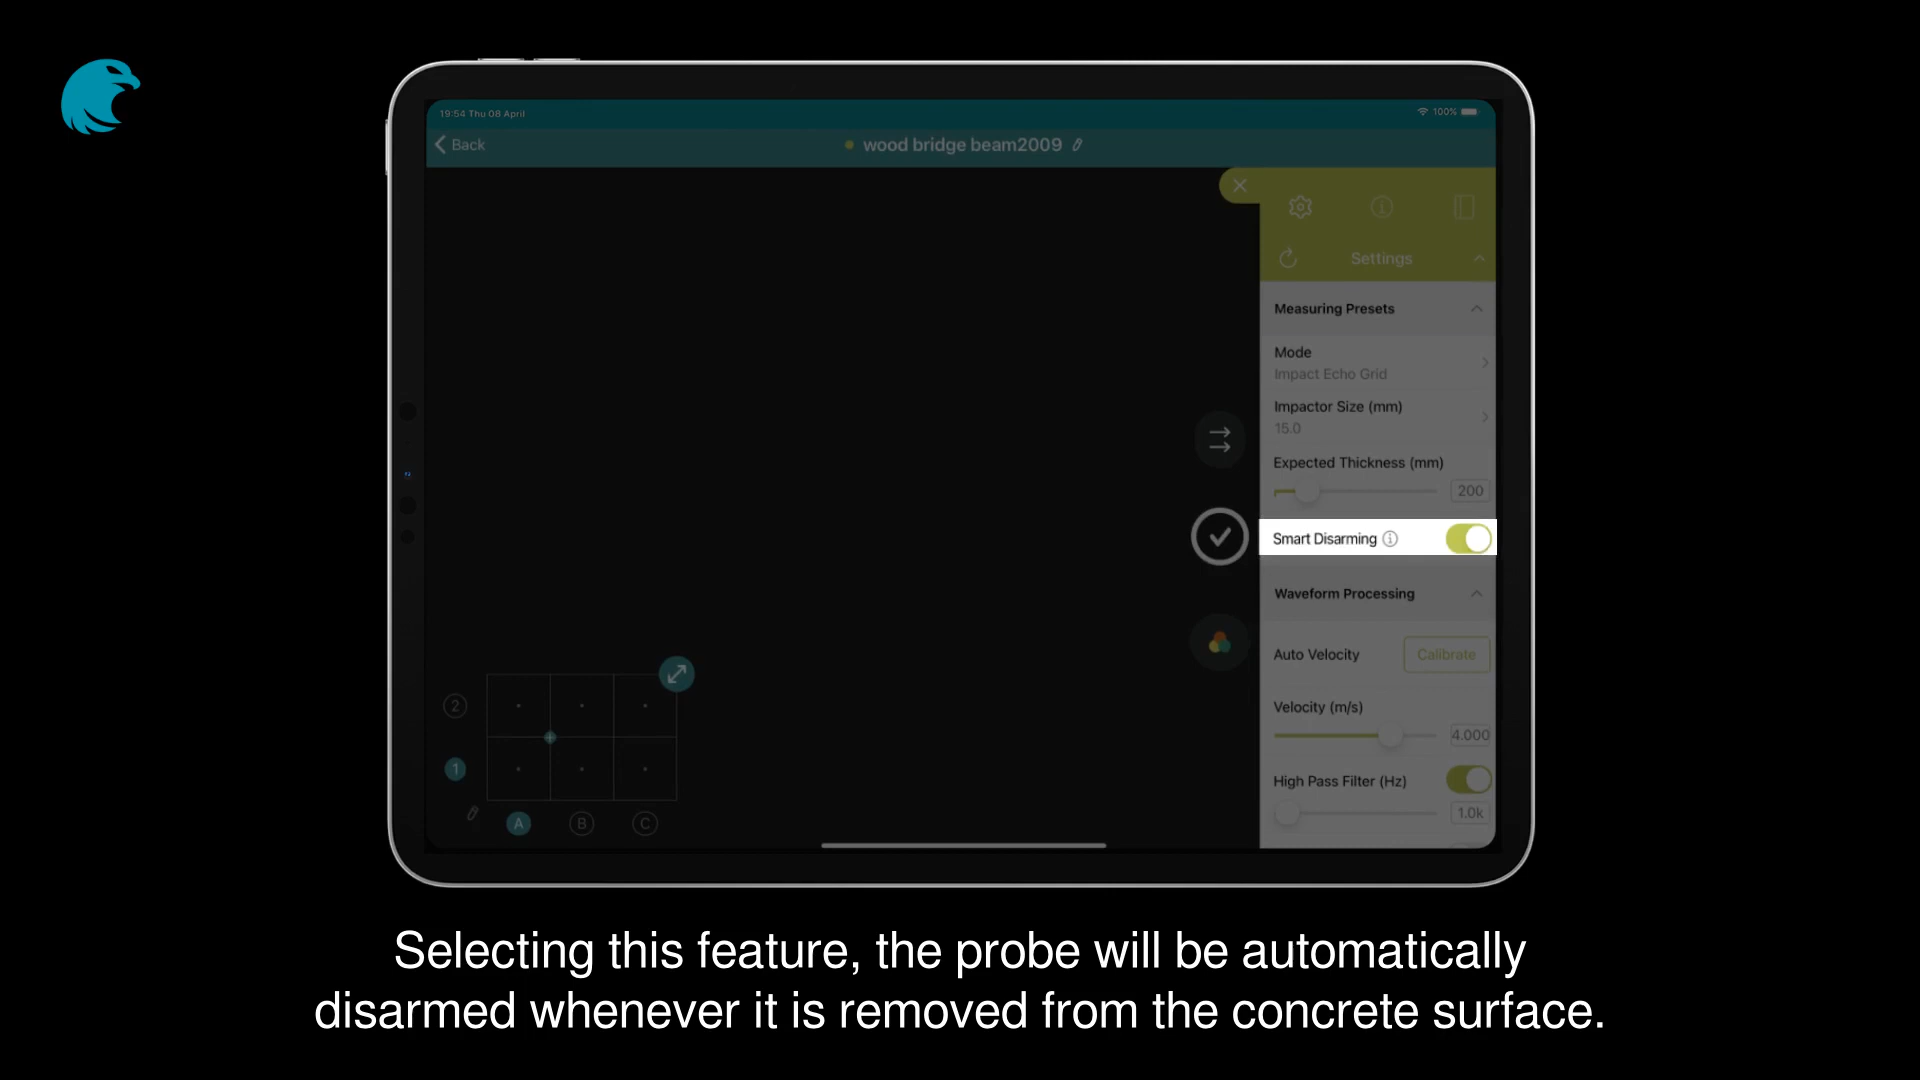 19:54 Thu 08 April
100%
Back
wood bridge beam2009
Settings
Measuring Presets
Mode
Impact Echo Grid
Impactor Size (mm)
15.0
Expected Thickness (mm)
200
Smart Disarming
Waveform Processing
Auto Velocity
Calibrate
Velocity (m/s)
4.000
High Pass Filter (Hz)
1.0k
2
1
A
B
C
Selecting this feature, the probe will be automatically
disarmed whenever it is removed from the concrete surface.